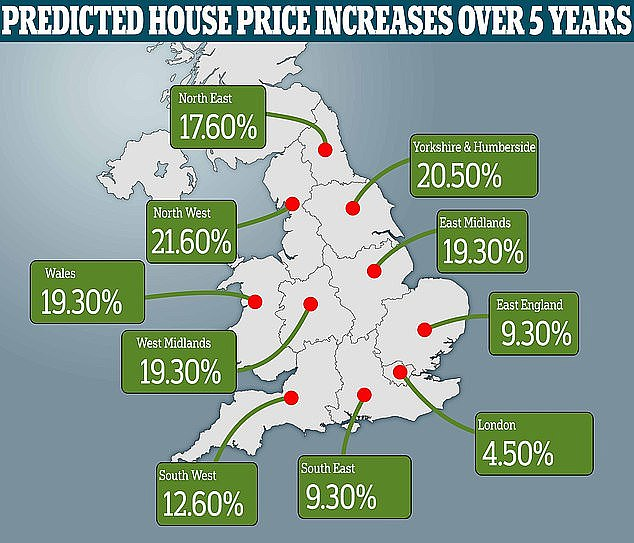 PREDICTED HOUSE PRICE INCREASES OVER 5 YEARS
North East
17.60%
Yorkshire & Humberside
20.50%
North West
21.60%
East Midlands
19.30%
Wales
19.30%
East England
9.30%
West Midlands
19.30%
London
4.50%
South West
12.60%
South East
9.30%